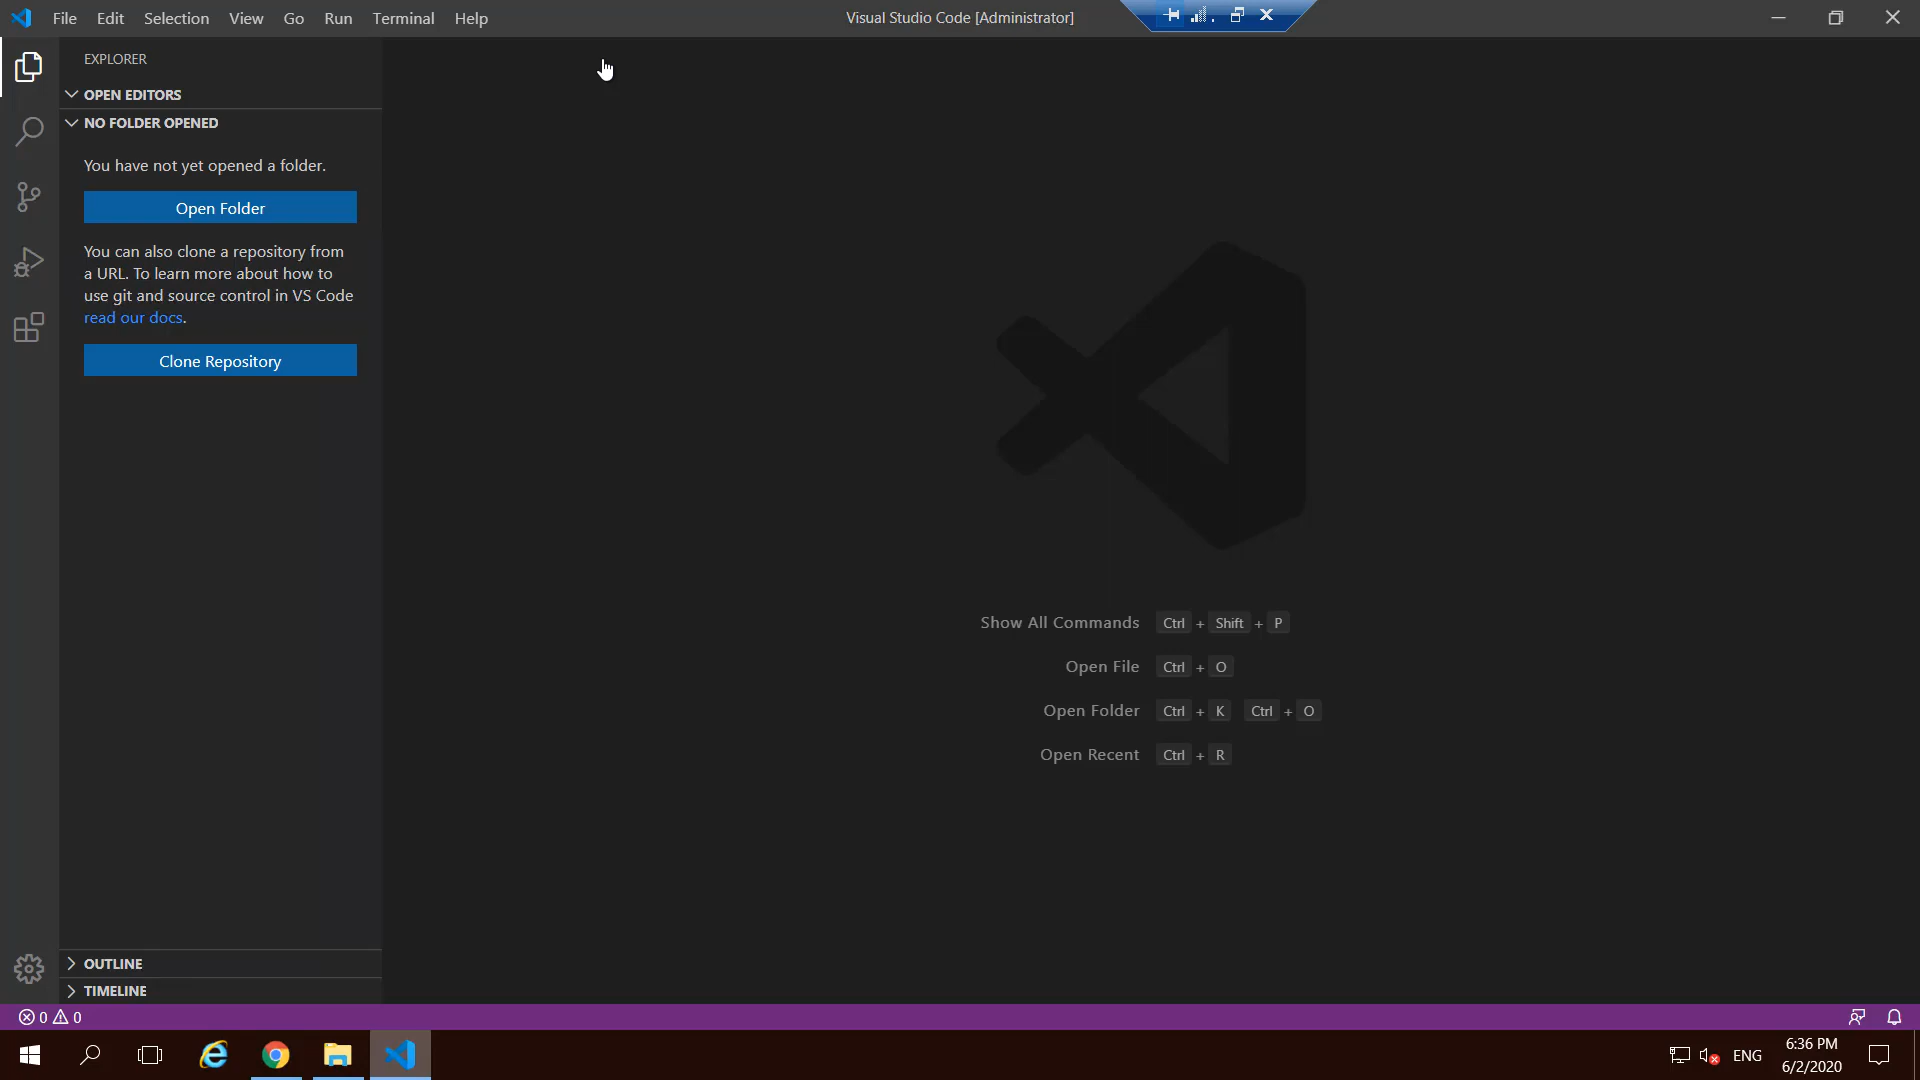 File Edit Selection View Go Run Terminal Help
Visual Studio Code [Administrator]
EXPLORER
OPEN EDITORS
NO FOLDER OPENED
You have not yet opened a folder.
Open Folder
You can also clone a repository from
a URL. To learn more about how to
use git and source control in VS Code
read our docs.
Clone Repository
Show All Commands Ctrl + Shift + P
Open File Ctrl + O
Open Folder Ctrl + K Ctrl + O
Open Recent Ctrl + R
OUTLINE
TIMELINE
0 0
ENG
6:36 PM
6/2/2020